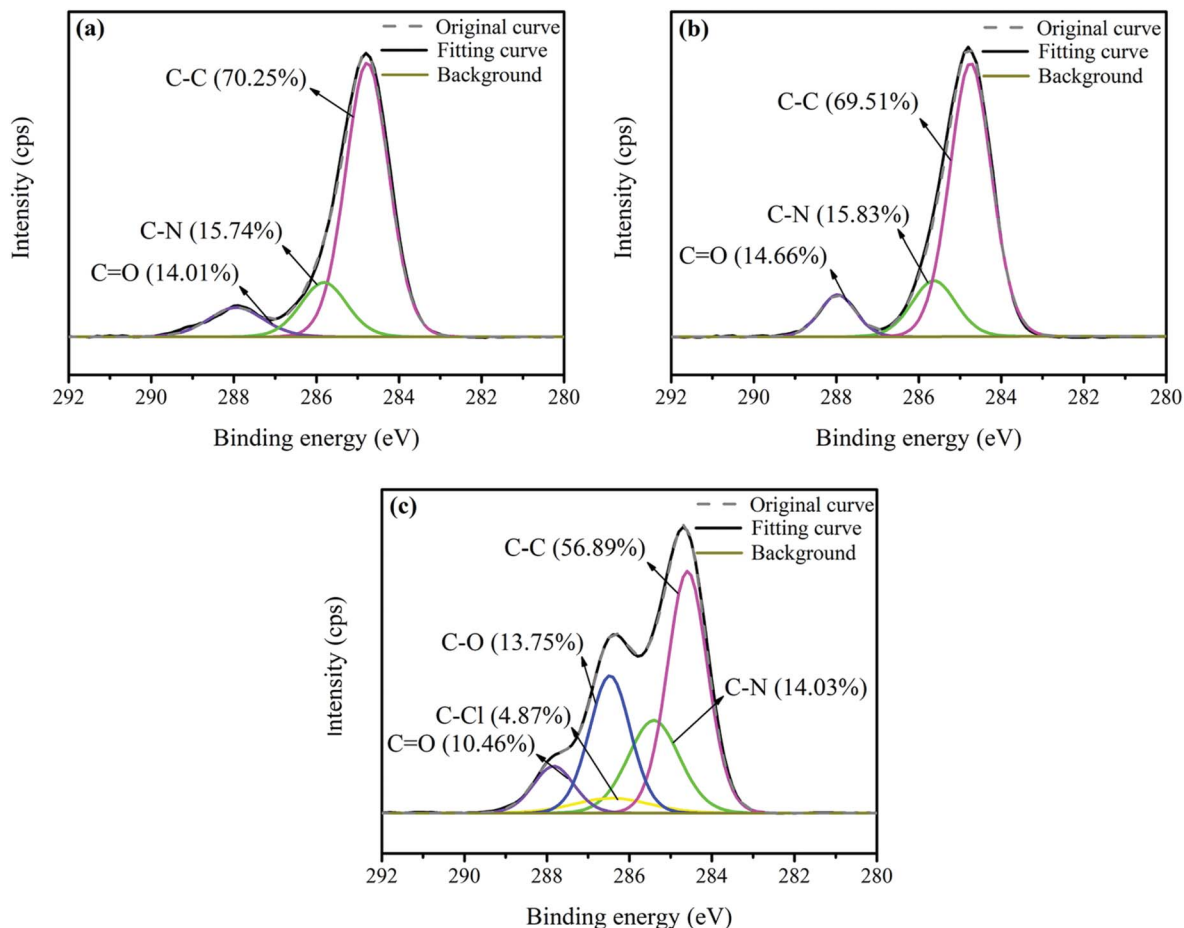 (a)
Original curve
Fitting curve
Background
C-C (70.25%)
C-N (15.74%)
C=O (14.01%)
Intensity (cps)
292 290 288 286 284 282 280
Binding energy (eV)
(b)
Original curve
Fitting curve
Background
C-C (69.51%)
C-N (15.83%)
C=O (14.66%)
Intensity (cps)
292 290 288 286 284 282 280
Binding energy (eV)
(c)
Original curve
Fitting curve
Background
C-C (56.89%)
C-O (13.75%)
C-N (14.03%)
C-Cl (4.87%)
C=O (10.46%)
Intensity (cps)
292 290 288 286 284 282 280
Binding energy (eV)